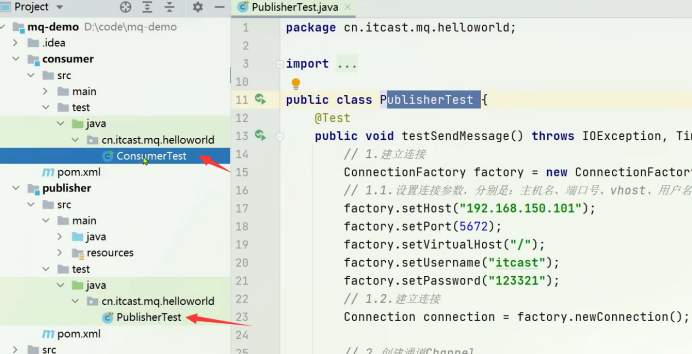 Project
mq-demo D:\code\mq-demo
.idea
consumer
src
main
test
java
cn.itcast.mq.helloworld
ConsumerTest
pom.xml
publisher
src
main
java
resources
test
java
cn.itcast.mq.helloworld
PublisherTest
pom.xml
src
PublisherTest.java
1 package cn.itcast.mq.helloworld;
2
3 import ...
10
11 public class PublisherTest {
12 @Test
13 public void testSendMessage() throws IOException, Tim
14 // 1.建立连接
15 ConnectionFactory factory = new ConnectionFactor
16 // 1.1.设置连接参数，分别是：主机名、端口号、vhost、用户名
17 factory.setHost("192.168.150.101");
18 factory.setPort(5672);
19 factory.setVirtualHost("/");
20 factory.setUsername("itcast");
21 factory.setPassword("123321");
22 // 1.2.建立连接
23 Connection connection = factory.newConnection();
24
25 // 2.创建通道Channel